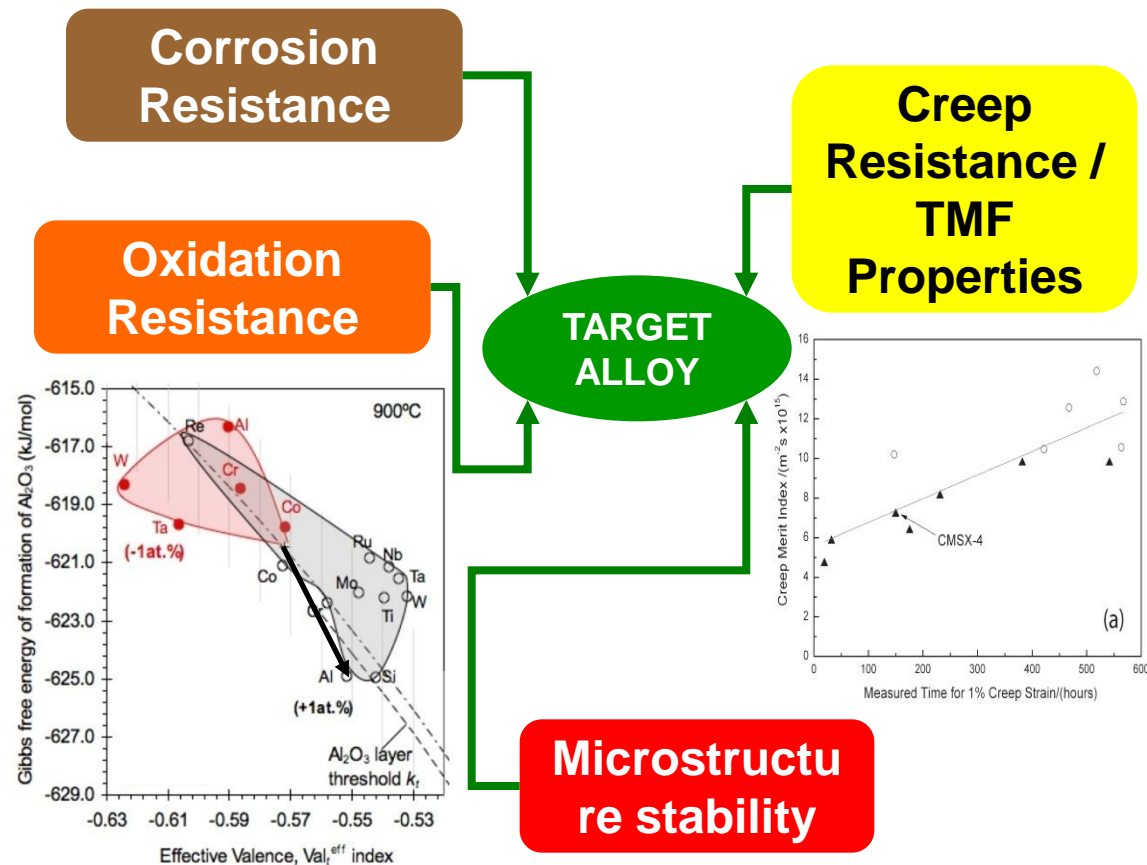 Corrosion
Resistance
Creep
Resistance /
TMF
Properties
Oxidation
Resistance
TARGET
ALLOY
-615.0
-617.0
-619.0
-621.0
-623.0
-625.0
-627.0
-629.0
Gibbs free energy of formation of Al₂O₃ (kJ/mol)
900ºC
Re
Al
W
Cr
Ta
Co
(-1at.%)
Ru
Nb
Co
Mo
Ta
W
Ti
Cr
Al
Si
(+1at.%)
Al₂O₃ layer
threshold kₜ
-0.63 -0.61 -0.59 -0.57 -0.55 -0.53
Effective Valence, Valₜᵉᶠᶠ index
16
14
12
10
8
6
4
2
0
Creep Merit Index /(m⁻²s x10¹⁵)
CMSX-4
(a)
0 100 200 300 400 500 600
Measured Time for 1% Creep Strain/(hours)
Microstructu
re stability